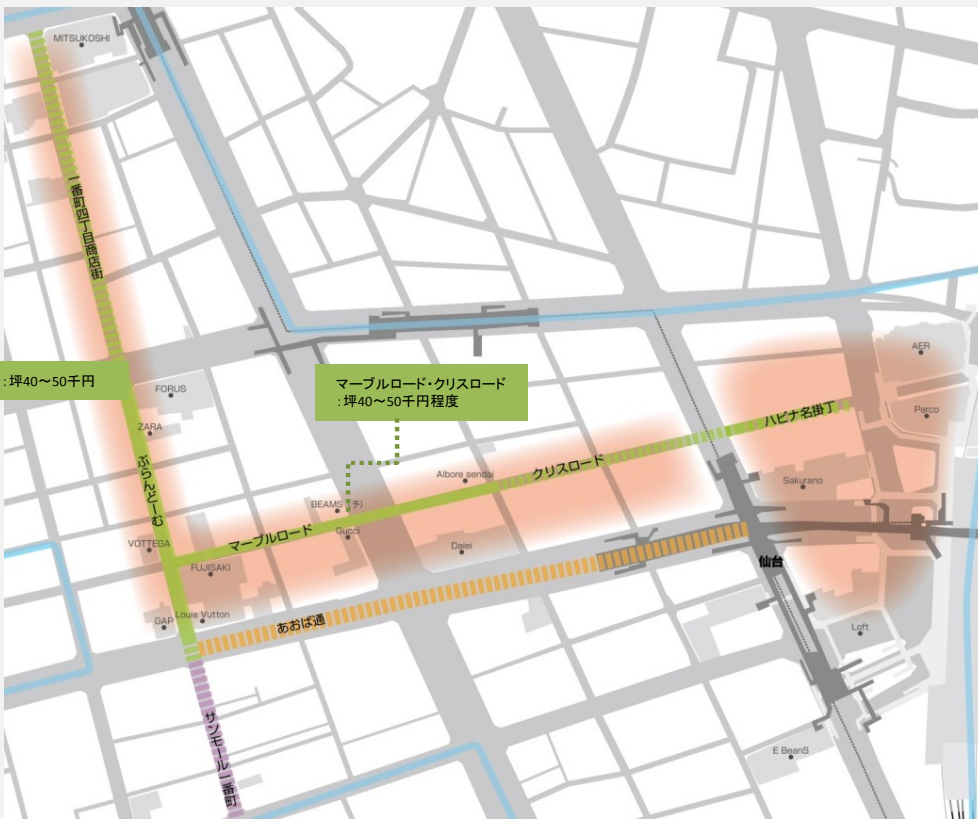 MITSUKOSHI
一番町四丁目商店街
：坪40～50千円
マーブルロード・クリスロード
：坪40～50千円程度
AER
FORUS
Parco
ハピナ名掛丁
ZARA
ぶらんどーむ
クリスロード
Albore sendai
Sakurano
BEAMS（予）
マーブルロード
Gucci
VOTTEGA
Daiei
仙台
FUJISAKI
Louis Vutton
GAP
あおば通
Loft
サンモール一番町
E BeanS